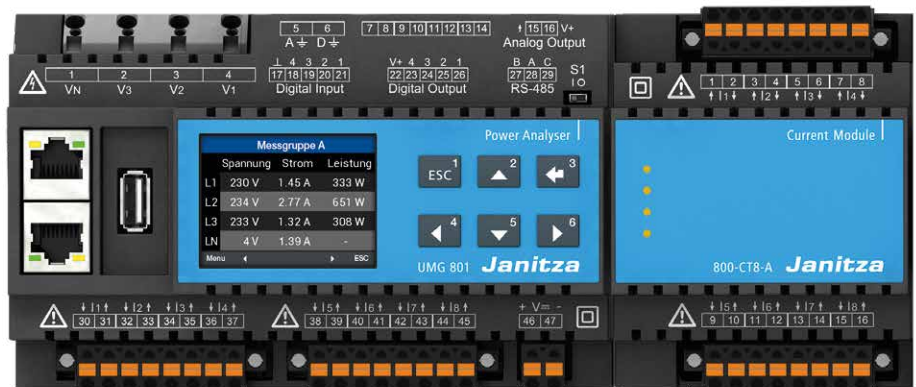 5 6
A D
7 8 9 10 11 12 13 14
15 16 V+
Analog Output
1 2 3 4
VN V3 V2 V1
⊥ 4 3 2 1
17 18 19 20 21
Digital Input
V+ 4 3 2 1
22 23 24 25 26
Digital Output
B A C
27 28 29
RS-485
S1
I O
1 2 3 4 5 6 7 8
I1 I2 I3 I4
Messgruppe A
Spannung Strom Leistung
L1 230 V 1.45 A 333 W
L2 234 V 2.77 A 651 W
L3 233 V 1.32 A 308 W
LN 4 V 1.39 A -
Menu ESC
Power Analyser
ESC 1
2
3
4
5
6
UMG 801 Janitza
Current Module
800-CT8-A Janitza
I1 I2 I3 I4
30 31 32 33 34 35 36 37
I5 I6 I7 I8
38 39 40 41 42 43 44 45
+ V= -
46 47
I5 I6 I7 I8
9 10 11 12 13 14 15 16